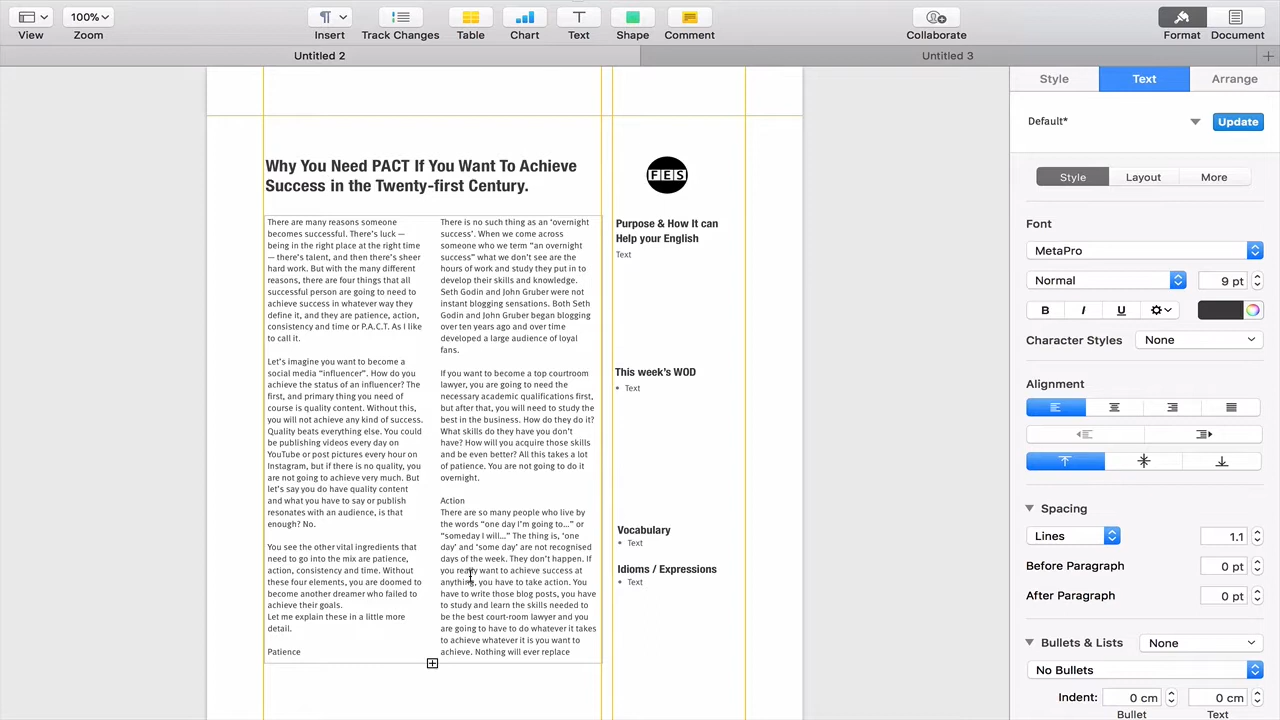 View
100%
Zoom
Insert
Track Changes
Table
Chart
Text
Shape
Comment
Collaborate
Format
Document
Untitled 2
Untitled 3
Style
Text
Arrange
Default*
Update
Style
Layout
More
Font
MetaPro
Normal
9 pt
B
I
U
Character Styles
None
Alignment
Spacing
Lines
1.1
Before Paragraph
0 pt
After Paragraph
0 pt
Bullets & Lists
None
No Bullets
Indent:
0 cm
0 cm
Bullet
Text
Why You Need PACT If You Want To Achieve
Success in the Twenty-first Century.
There are many reasons someone
becomes successful. There's luck —
being in the right place at the right time
— there's talent, and then there's sheer
hard work. But with the many different
reasons, there are four things that all
successful person are going to need to
achieve success in whatever way they
define it, and they are patience, action,
consistency and time or P.A.C.T. As I like
to call it.
Let's imagine you want to become a
social media “influencer”. How do you
achieve the status of an influencer? The
first, and primary thing you need of
course is quality content. Without this,
you will not achieve any kind of success.
Quality beats everything else. You could
be publishing videos every day on
YouTube or post pictures every hour on
Instagram, but if there is no quality, you
are not going to achieve very much. But
let's say you do have quality content
and what you have to say or publish
resonates with an audience, is that
enough? No.
You see the other vital ingredients that
need to go into the mix are patience,
action, consistency and time. Without
these four elements, you are doomed to
become another dreamer who failed to
achieve their goals.
Let me explain these in a little more
detail.
Patience
There is no such thing as an ‘overnight
success’. When we come across
someone who we term “an overnight
success” what we don't see are the
hours of work and study they put in to
develop their skills and knowledge.
Seth Godin and John Gruber were not
instant blogging sensations. Both Seth
Godin and John Gruber began blogging
over ten years ago and over time
developed a large audience of loyal
fans.
If you want to become a top courtroom
lawyer, you are going to need the
necessary academic qualifications first,
but after that, you will need to study the
best in the business. How do they do it?
What skills do they have you don't
have? How will you acquire those skills
and be even better? All this takes a lot
of patience. You are not going to do it
overnight.
Action
There are so many people who live by
the words “one day I'm going to...” or
“someday I will...” The thing is, ‘one
day’ and ‘some day’ are not recognised
days of the week. They don't happen. If
you really want to achieve success at
anything, you have to take action. You
have to write those blog posts, you have
to study and learn the skills needed to
be the best court-room lawyer and you
are going to have to do whatever it takes
to achieve whatever it is you want to
achieve. Nothing will ever replace
FES
Purpose & How It can
Help your English
Text
This week's WOD
• Text
Vocabulary
• Text
Idioms / Expressions
• Text